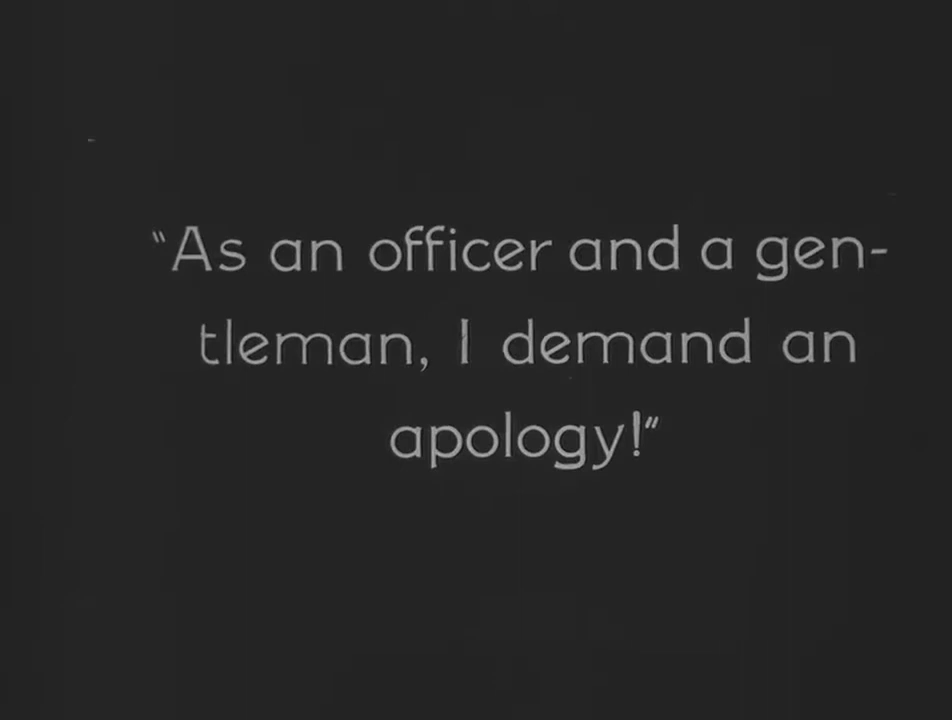 "As an officer and a gen-
tleman, I demand an
apology!"